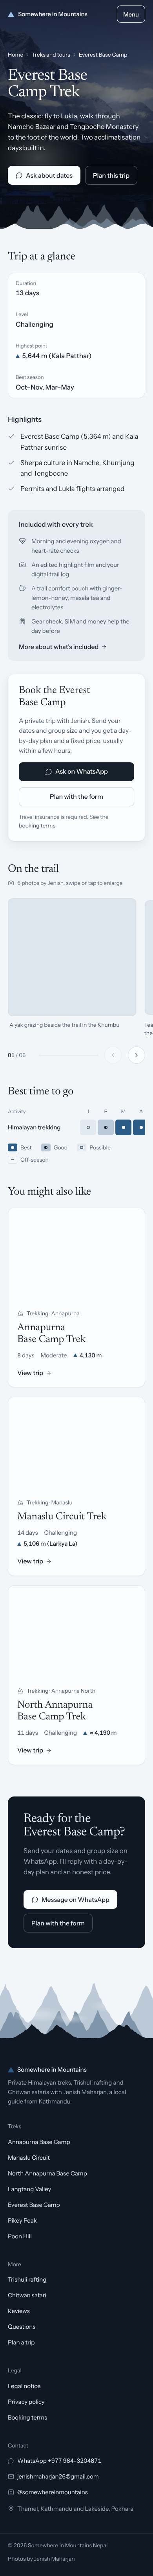 Somewhere in Mountains
Menu
Home › Treks and tours › Everest Base Camp
Everest Base
Camp Trek
The classic: fly to Lukla, walk through
Namche Bazaar and Tengboche Monastery
to the foot of the world. Two acclimatisation
days built in.
Ask about dates
Plan this trip
Trip at a glance
Duration
13 days
Level
Challenging
Highest point
5,644 m (Kala Patthar)
Best season
Oct–Nov, Mar–May
Highlights
Everest Base Camp (5,364 m) and Kala
Patthar sunrise
Sherpa culture in Namche, Khumjung
and Tengboche
Permits and Lukla flights arranged
Included with every trek
Morning and evening oxygen and
heart-rate checks
An edited highlight film and your
digital trail log
A trail comfort pouch with ginger-
lemon-honey, masala tea and
electrolytes
Gear check, SIM and money help the
day before
More about what's included →
Book the Everest
Base Camp
A private trip with Jenish. Send your
dates and group size and you get a day-
by-day plan and a fixed price, usually
within a few hours.
Ask on WhatsApp
Plan with the form
Travel insurance is required. See the
booking terms
On the trail
6 photos by Jenish, swipe or tap to enlarge
A yak grazing beside the trail in the Khumbu
Tea
the
01 / 06
Best time to go
Activity J F M A
Himalayan trekking
Best Good Possible
Off-season
You might also like
Trekking · Annapurna
Annapurna
Base Camp Trek
8 days Moderate 4,130 m
View trip →
Trekking · Manaslu
Manaslu Circuit Trek
14 days Challenging
5,106 m (Larkya La)
View trip →
Trekking · Annapurna North
North Annapurna
Base Camp Trek
11 days Challenging ≈ 4,190 m
View trip →
Ready for the
Everest Base Camp?
Send your dates and group size on
WhatsApp. I'll reply with a day-by-
day plan and an honest price.
Message on WhatsApp
Plan with the form
Somewhere in Mountains
Private Himalayan treks, Trishuli rafting and
Chitwan safaris with Jenish Maharjan, a local
guide from Kathmandu.
Treks
Annapurna Base Camp
Manaslu Circuit
North Annapurna Base Camp
Langtang Valley
Everest Base Camp
Pikey Peak
Poon Hill
More
Trishuli rafting
Chitwan safari
Reviews
Questions
Plan a trip
Legal
Legal notice
Privacy policy
Booking terms
Contact
WhatsApp +977 984-3204871
jenishmaharjan26@gmail.com
@somewhereinmountains
Thamel, Kathmandu and Lakeside, Pokhara
© 2026 Somewhere in Mountains Nepal
Photos by Jenish Maharjan